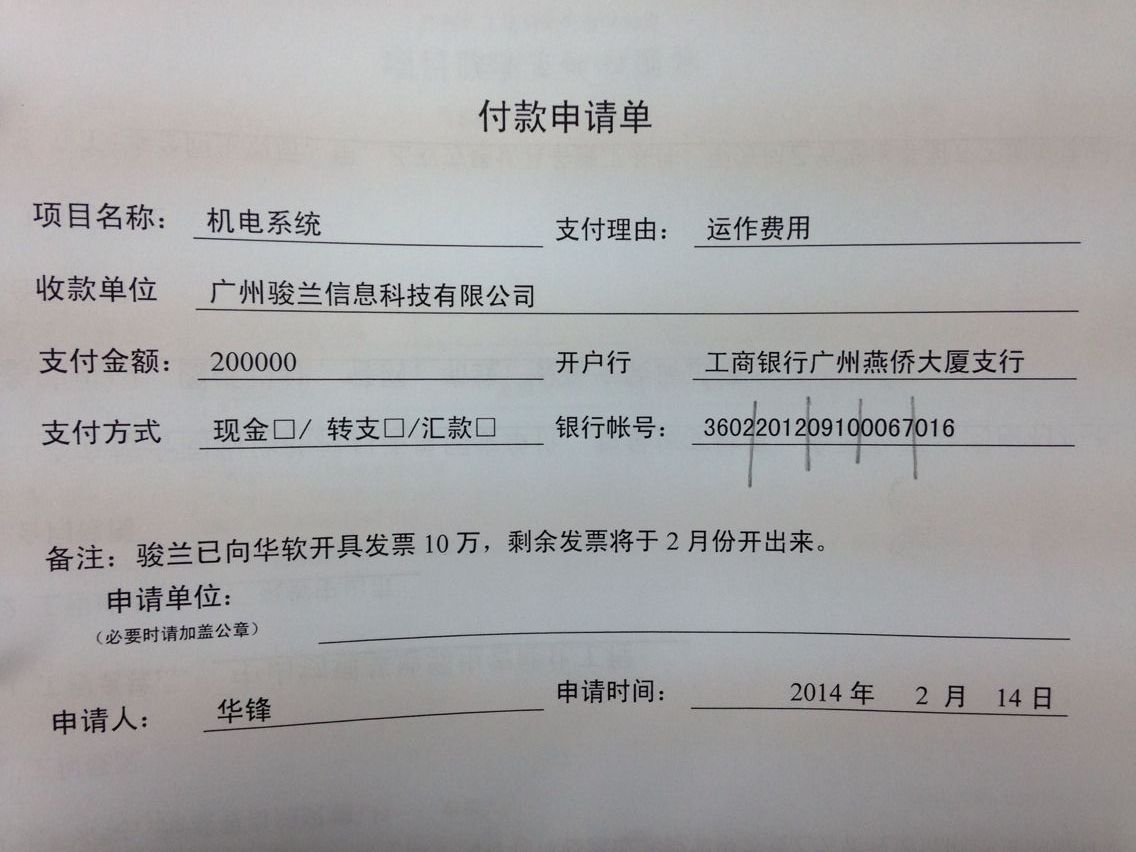 付款申请单
项目名称： 机电系统 支付理由： 运作费用
收款单位 广州骏兰信息科技有限公司
支付金额： 200000 开户行 工商银行广州燕侨大厦支行
支付方式 现金□/ 转支□/汇款□ 银行帐号： 3602201209100067016
备注：骏兰已向华软开具发票 10 万，剩余发票将于 2 月份开出来。
申请单位：
（必要时请加盖公章）
申请人： 华锋 申请时间： 2014 年 2 月 14 日